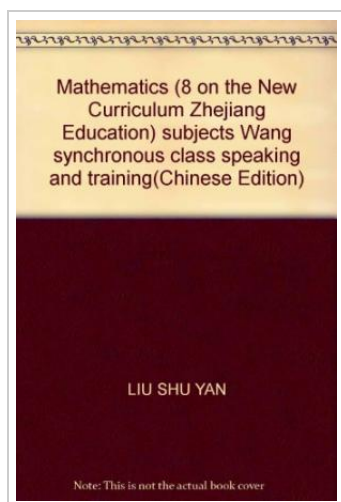 Mathematics (8 on the New
Curriculum Zhejiang
Education) subjects Wang
synchronous class speaking
and training(Chinese Edition)
LIU SHU YAN
Note: This is not the actual book cover